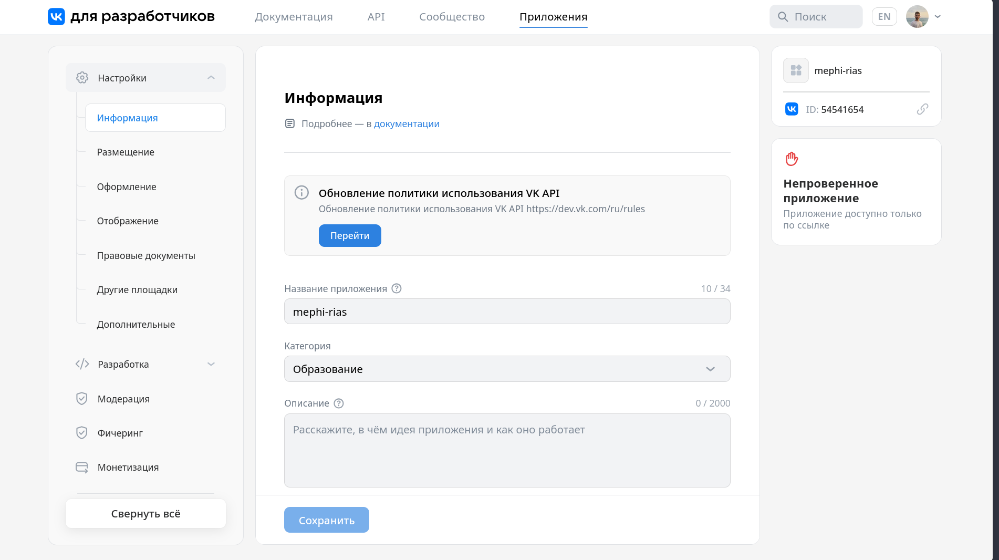 для разработчиков
Документация
API
Сообщество
Приложения
Поиск
EN
Настройки
Информация
Размещение
Оформление
Отображение
Правовые документы
Другие площадки
Дополнительные
Разработка
Модерация
Фичеринг
Монетизация
Свернуть всё
Информация
Подробнее — в документации
Обновление политики использования VK API
Обновление политики использования VK API https://dev.vk.com/ru/rules
Перейти
Название приложения
10 / 34
mephi-rias
Категория
Образование
Описание
0 / 2000
Расскажите, в чём идея приложения и как оно работает
Сохранить
mephi-rias
ID: 54541654
Непроверенное
приложение
Приложение доступно только
по ссылке